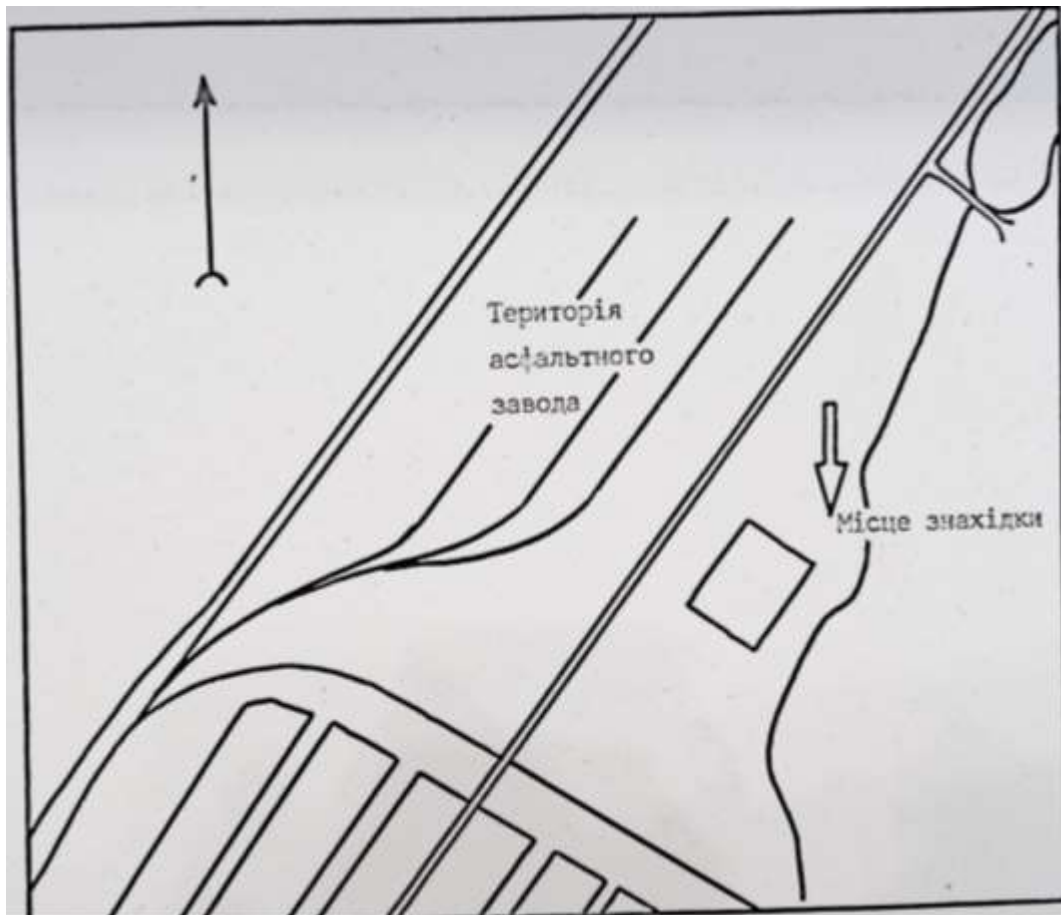 Територія
асфальтного
завода
Місце знахідки